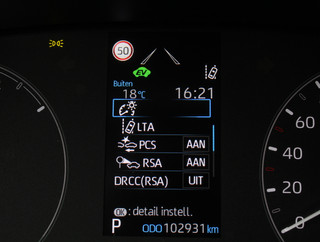 50
EV
Buiten
18°C 16:21
LTA
PCS AAN
RSA AAN
DRCC(RSA) UIT
OK : detail instell.
P ODO 102931 km
60
40
20
0